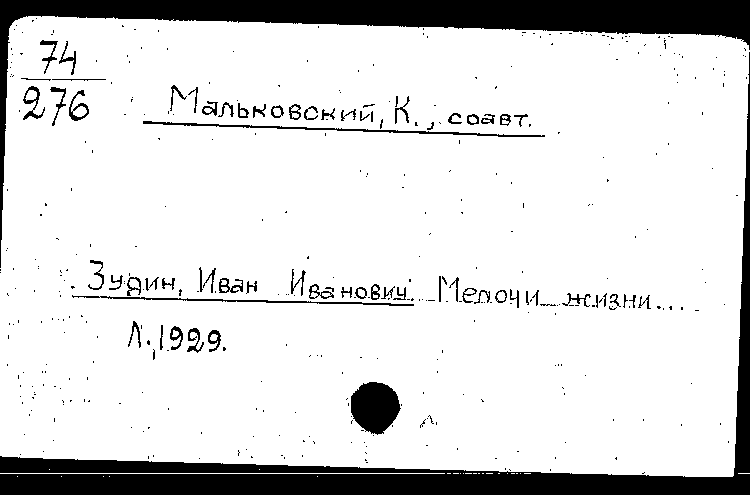 74
276
Мальковский, К., соавт.
Зудин, Иван Иванович. Мелочи жизни...
Л., 1929.